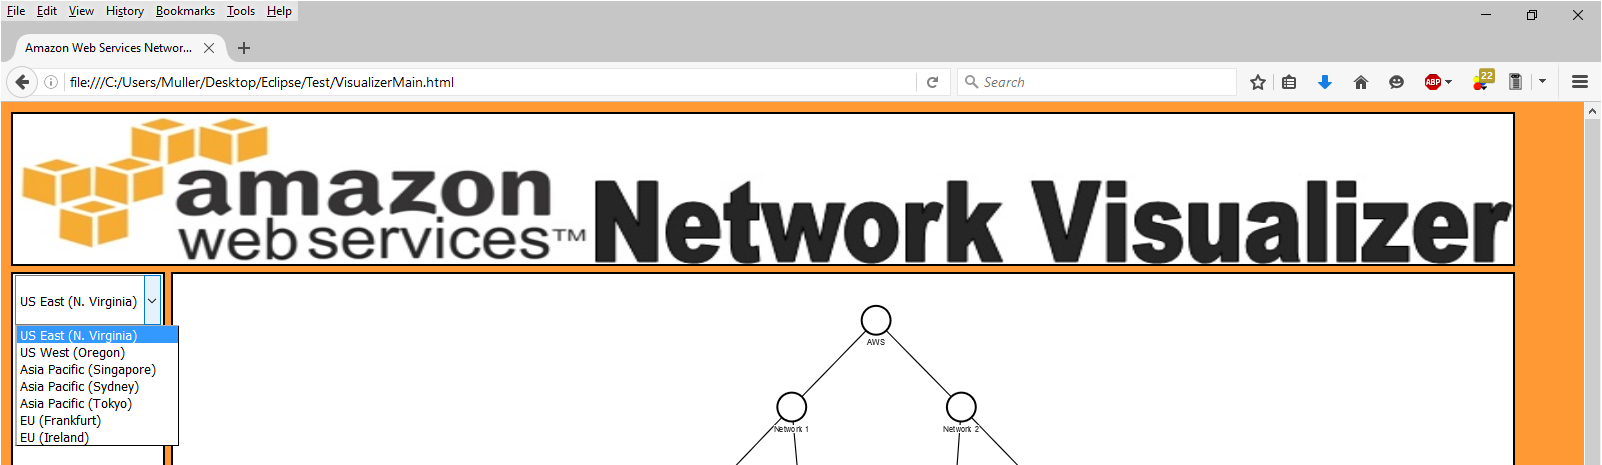 File Edit View History Bookmarks Tools Help
Amazon Web Services Networ...
file:///C:/Users/Muller/Desktop/Eclipse/Test/VisualizerMain.html
Search
ABP
22
amazon
web services™
Network Visualizer
US East (N. Virginia)
US East (N. Virginia)
US West (Oregon)
Asia Pacific (Singapore)
Asia Pacific (Sydney)
Asia Pacific (Tokyo)
EU (Frankfurt)
EU (Ireland)
AWS
Network 1
Network 2